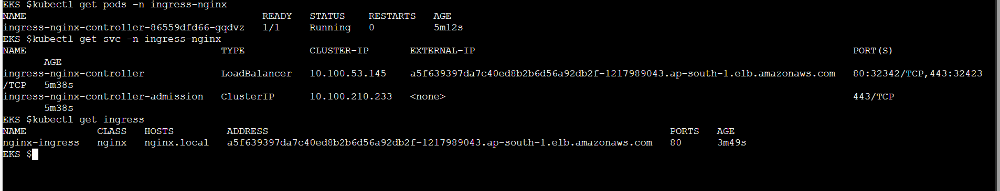 EKS $kubectl get pods -n ingress-nginx
NAME                                        READY   STATUS    RESTARTS   AGE
ingress-nginx-controller-86559dfd66-gqdvz   1/1     Running   0          5m12s
EKS $kubectl get svc -n ingress-nginx
NAME                                 TYPE           CLUSTER-IP       EXTERNAL-IP                                                                PORT(S)
       AGE
ingress-nginx-controller             LoadBalancer   10.100.53.145    a5f639397da7c40ed8b2b6d56a92db2f-1217989043.ap-south-1.elb.amazonaws.com   80:32342/TCP,443:32423
/TCP   5m38s
ingress-nginx-controller-admission   ClusterIP      10.100.210.233   <none>                                                                     443/TCP
       5m38s
EKS $kubectl get ingress
NAME            CLASS   HOSTS         ADDRESS                                                                    PORTS   AGE
nginx-ingress   nginx   nginx.local   a5f639397da7c40ed8b2b6d56a92db2f-1217989043.ap-south-1.elb.amazonaws.com   80      3m49s
EKS $